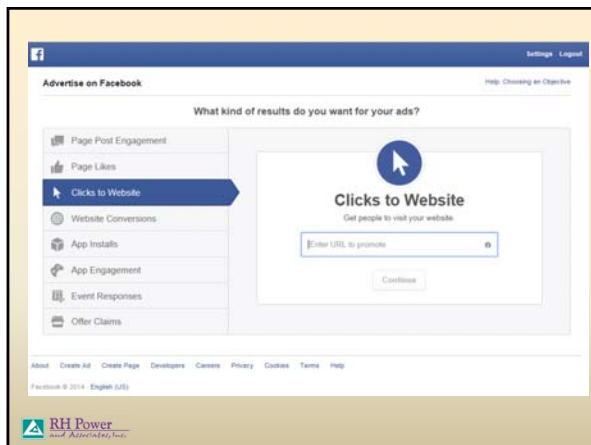 Settings Logout
Advertise on Facebook
Help: Choosing an Objective
What kind of results do you want for your ads?
Page Post Engagement
Page Likes
Clicks to Website
Website Conversions
App Installs
App Engagement
Event Responses
Offer Claims
Clicks to Website
Get people to visit your website.
Enter URL to promote
Continue
About Create Ad Create Page Developers Careers Privacy Cookies Terms Help
Facebook © 2014 · English (US)
RH Power
and Associates, Inc.